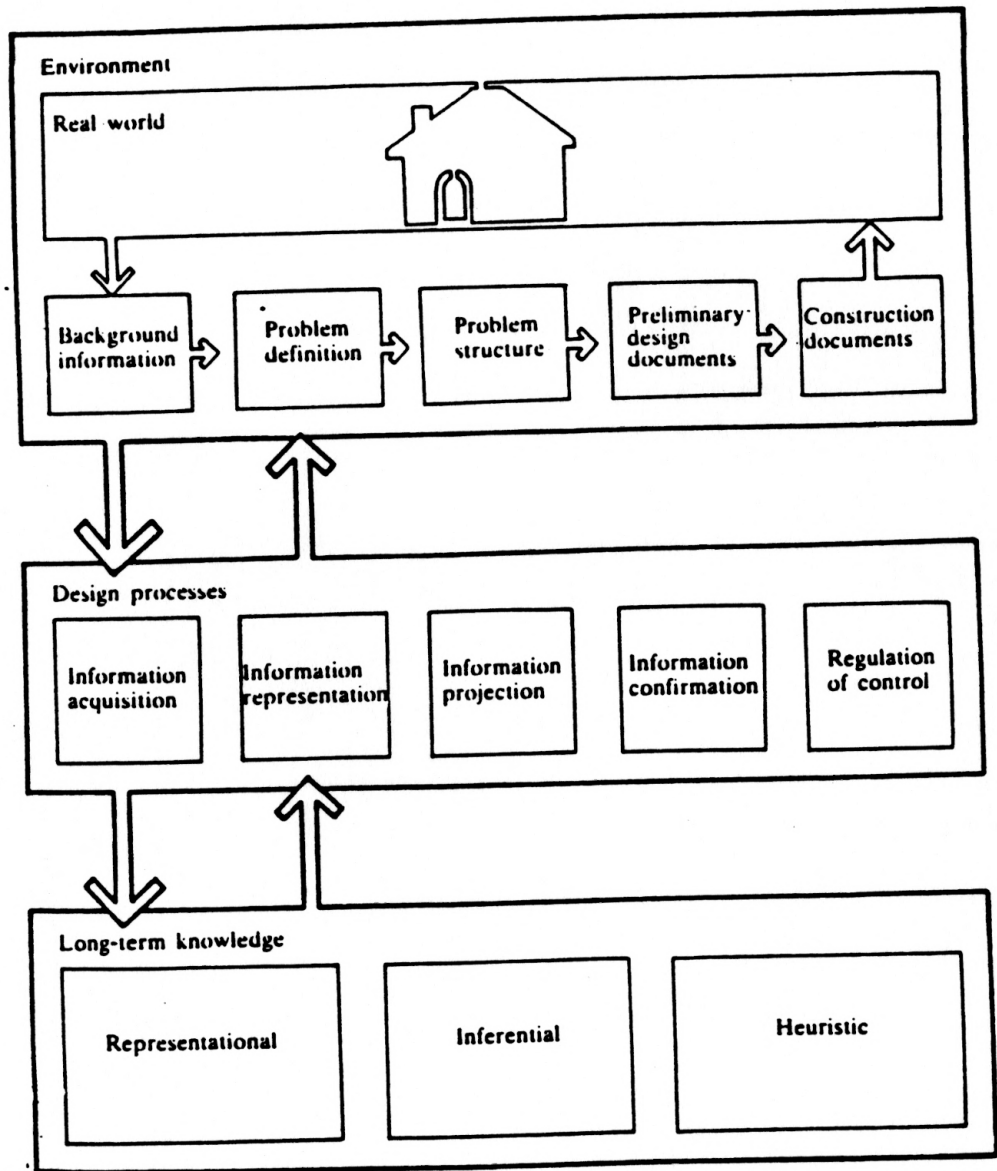 Environment
Real world
Background
information
Problem
definition
Problem
structure
Preliminary
design
documents
Construction
documents
Design processes
Information
acquisition
Information
representation
Information
projection
Information
confirmation
Regulation
of control
Long-term knowledge
Representational
Inferential
Heuristic